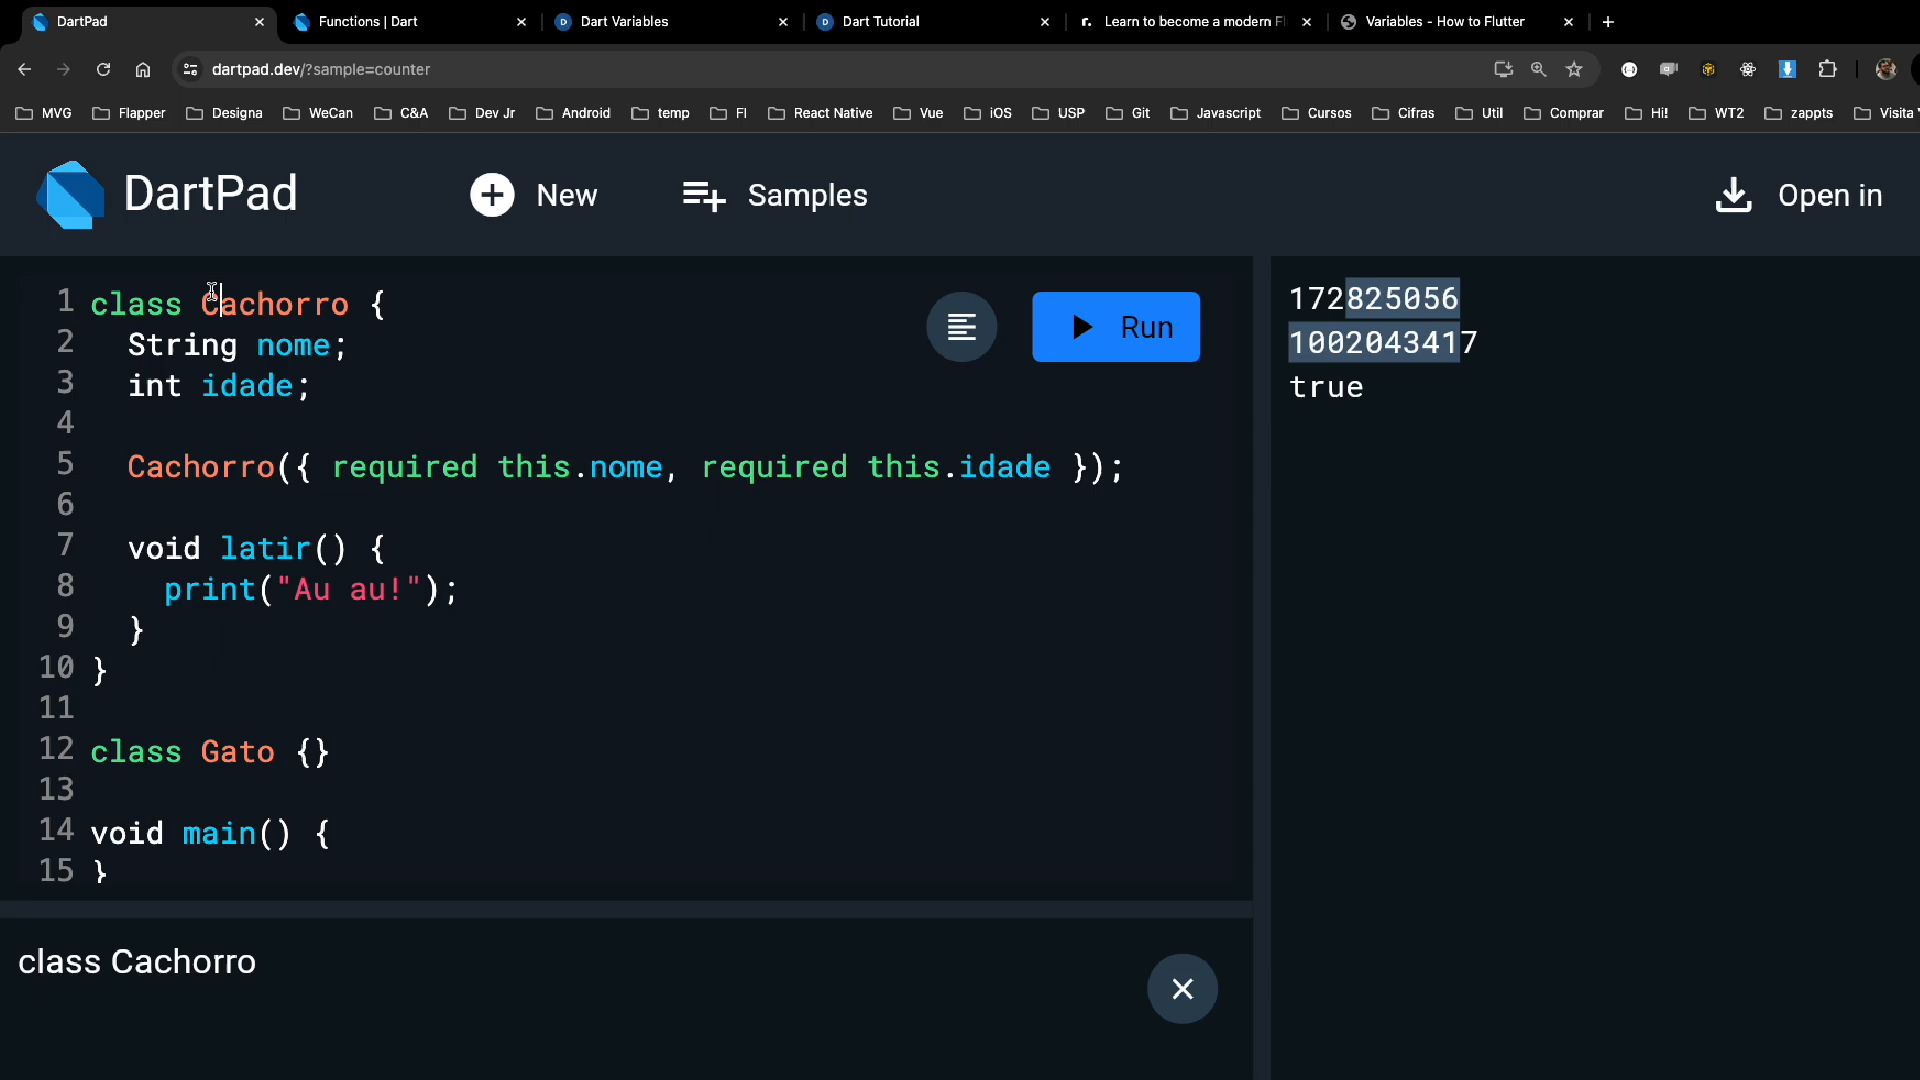 DartPad
Functions | Dart
Dart Variables
Dart Tutorial
Learn to become a modern Fl
Variables - How to Flutter
dartpad.dev/?sample=counter
MVG
Flapper
Designa
WeCan
C&A
Dev Jr
Android
temp
Fl
React Native
Vue
iOS
USP
Git
Javascript
Cursos
Cifras
Util
Comprar
Hi!
WT2
zappts
Visita
DartPad
New
Samples
Open in
1 class Cachorro {
2 String nome;
3 int idade;
4
5 Cachorro({ required this.nome, required this.idade });
6
7 void latir() {
8 print("Au au!");
9 }
10 }
11
12 class Gato {}
13
14 void main() {
15 }
Run
172825056
1002043417
true
class Cachorro